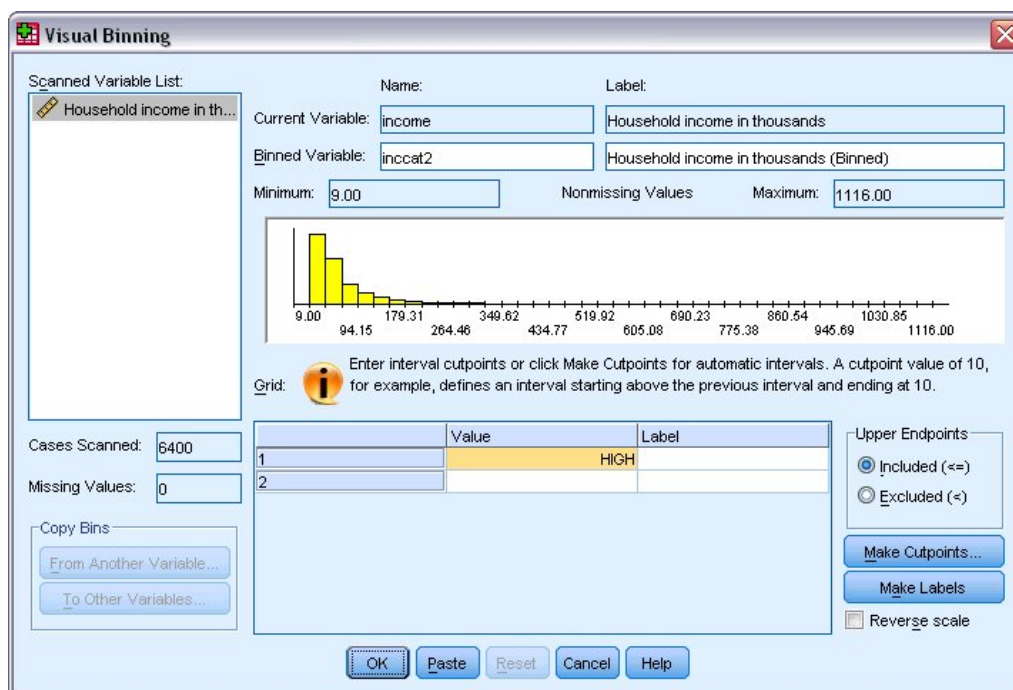 Visual Binning
Scanned Variable List:
Household income in th...
Name:
Label:
Current Variable:
income
Household income in thousands
Binned Variable:
inccat2
Household income in thousands (Binned)
Minimum:
9.00
Nonmissing Values
Maximum:
1116.00
9.00 179.31 349.62 519.92 690.23 860.54 1030.85
94.15 264.46 434.77 605.08 775.38 945.69 1116.00
Enter interval cutpoints or click Make Cutpoints for automatic intervals. A cutpoint value of 10,
for example, defines an interval starting above the previous interval and ending at 10.
Grid:
Cases Scanned:
6400
Missing Values:
0
Copy Bins
From Another Variable...
To Other Variables...
Value Label
1 HIGH
2
Upper Endpoints
Included (<=)
Excluded (<)
Make Cutpoints...
Make Labels
Reverse scale
OK Paste Reset Cancel Help